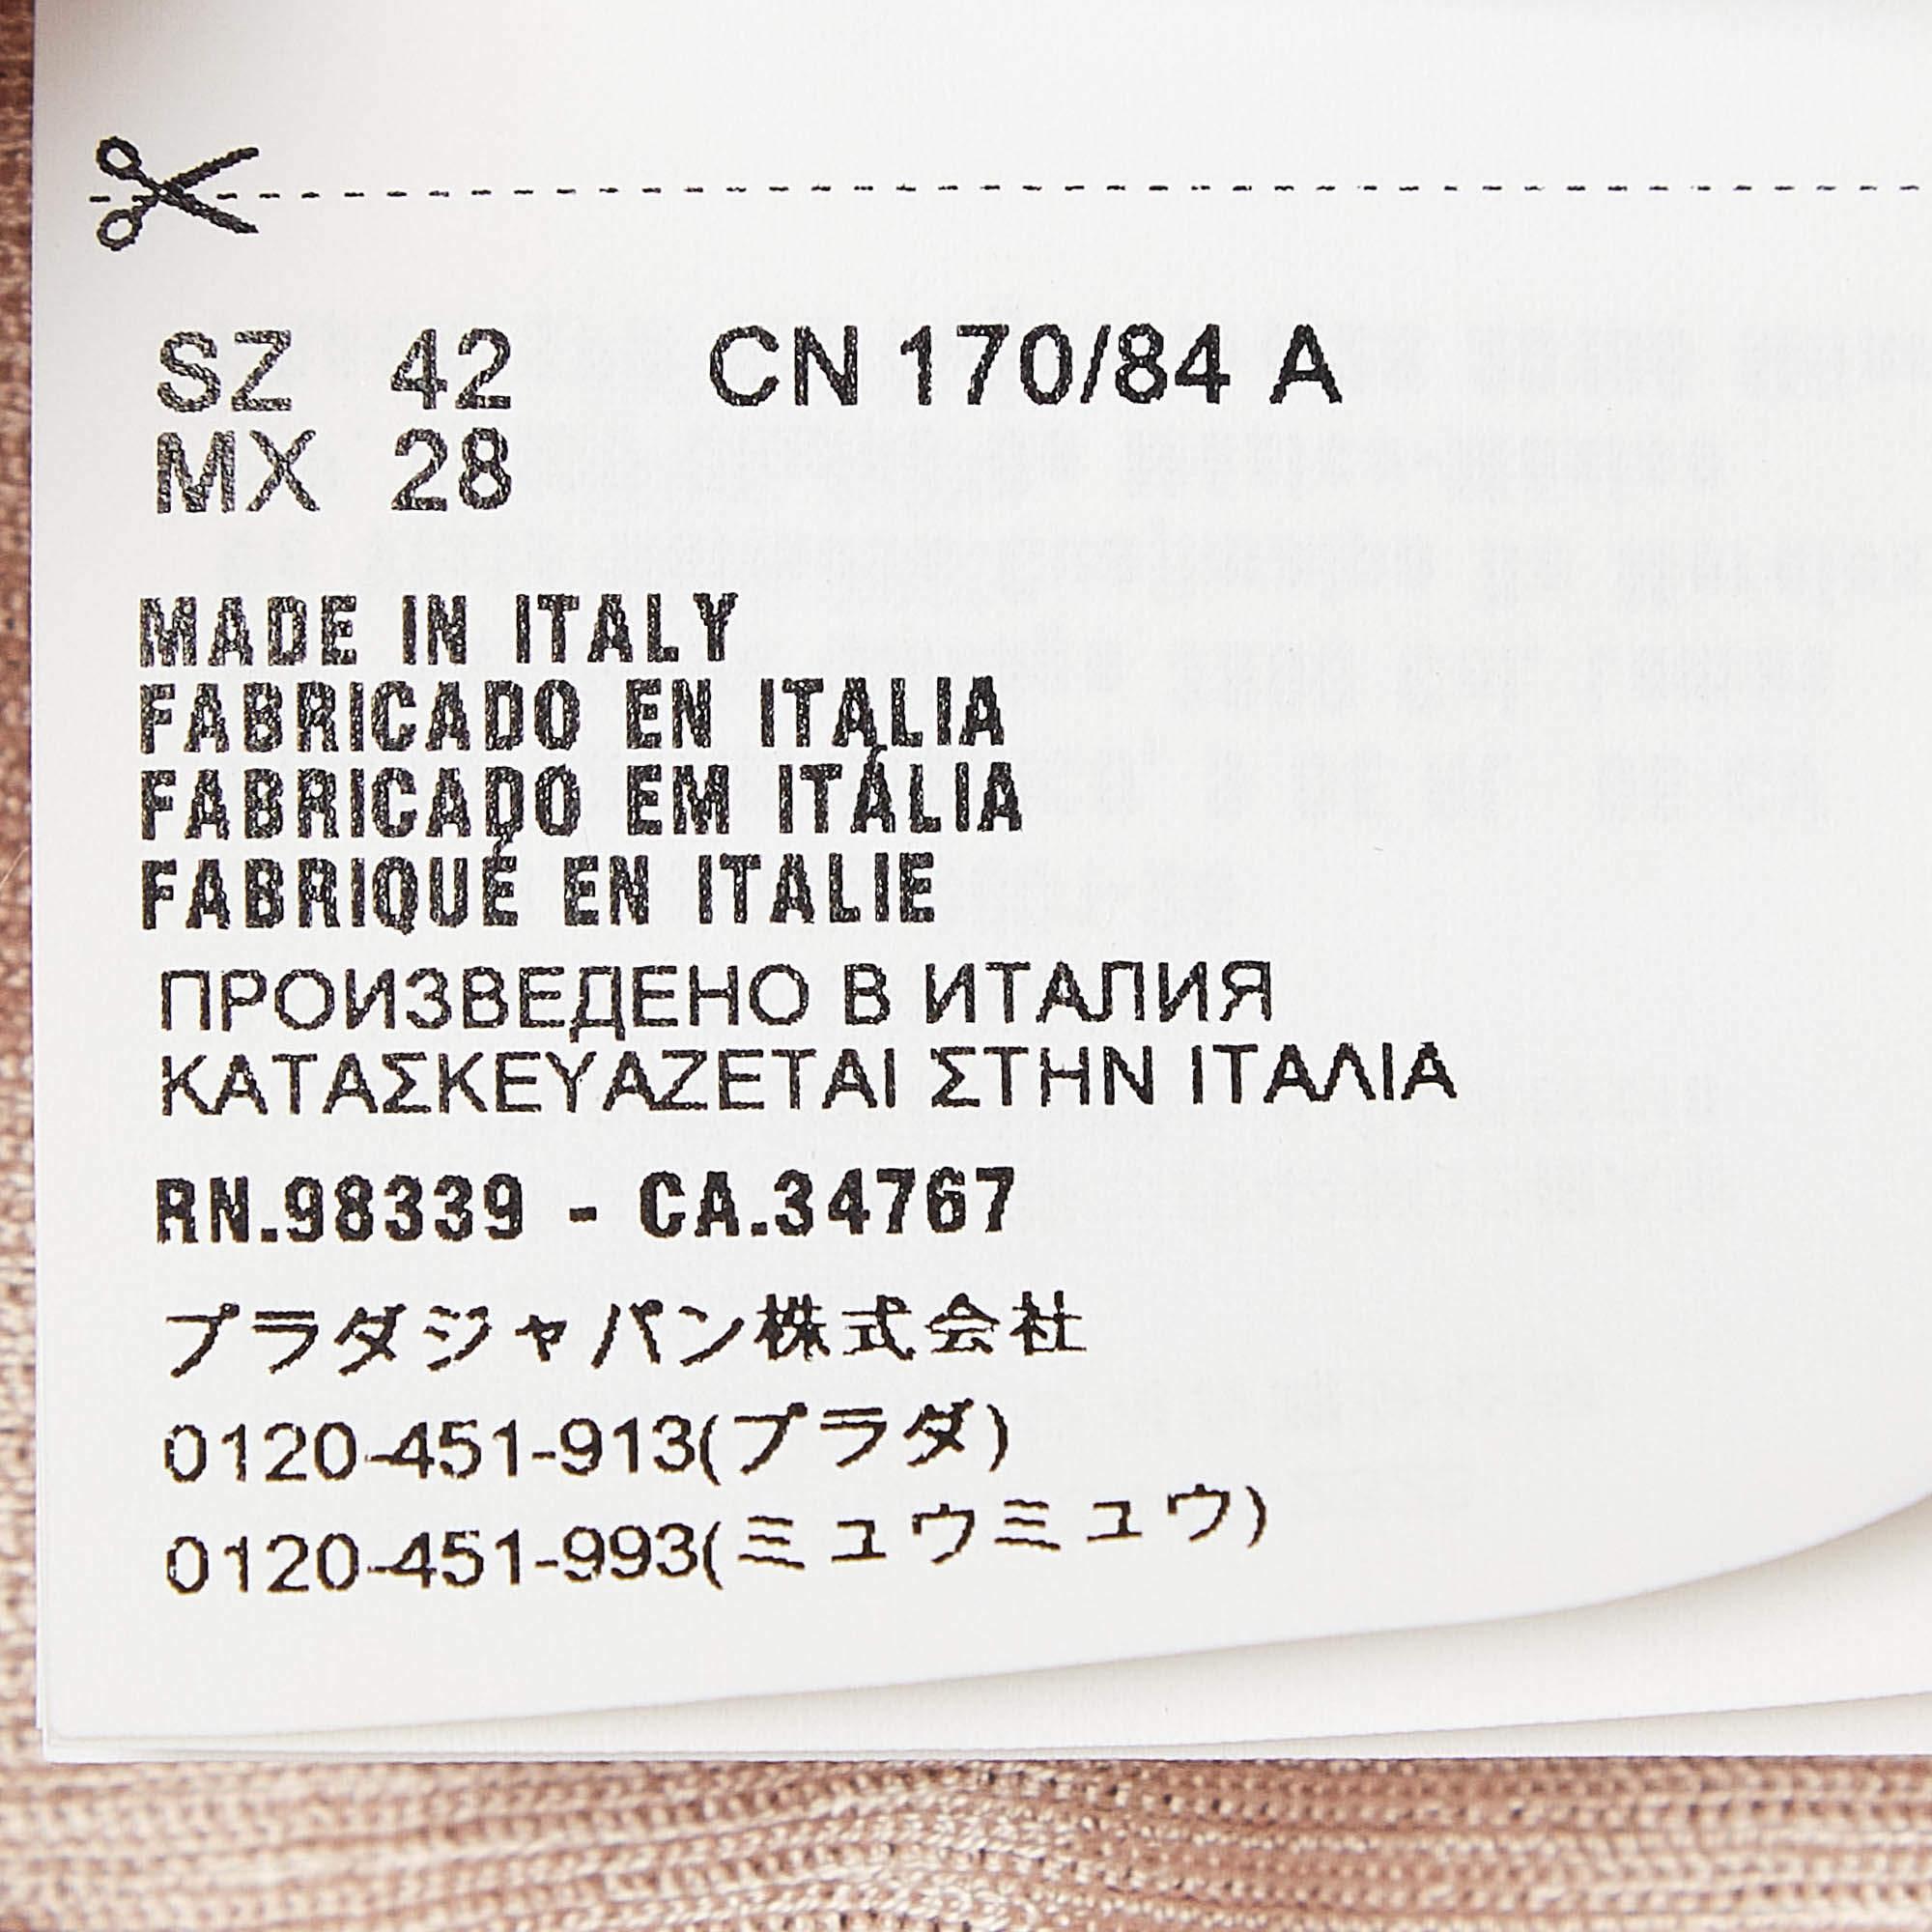 SZ 42 CN 170/84 A
MX 28
MADE IN ITALY
FABRICADO EN ITALIA
FABRICADO EM ITÁLIA
FABRIQUÉ EN ITALIE
ПРОИЗВЕДЕНО В ИТАЛИЯ
ΚΑΤΑΣΚΕΥΑΖΕΤΑΙ ΣΤΗΝ ΙΤΑΛΙΑ
RN.98339 - CA.34767
プラダジャパン株式会社
0120-451-913(プラダ)
0120-451-993(ミュウミュウ)